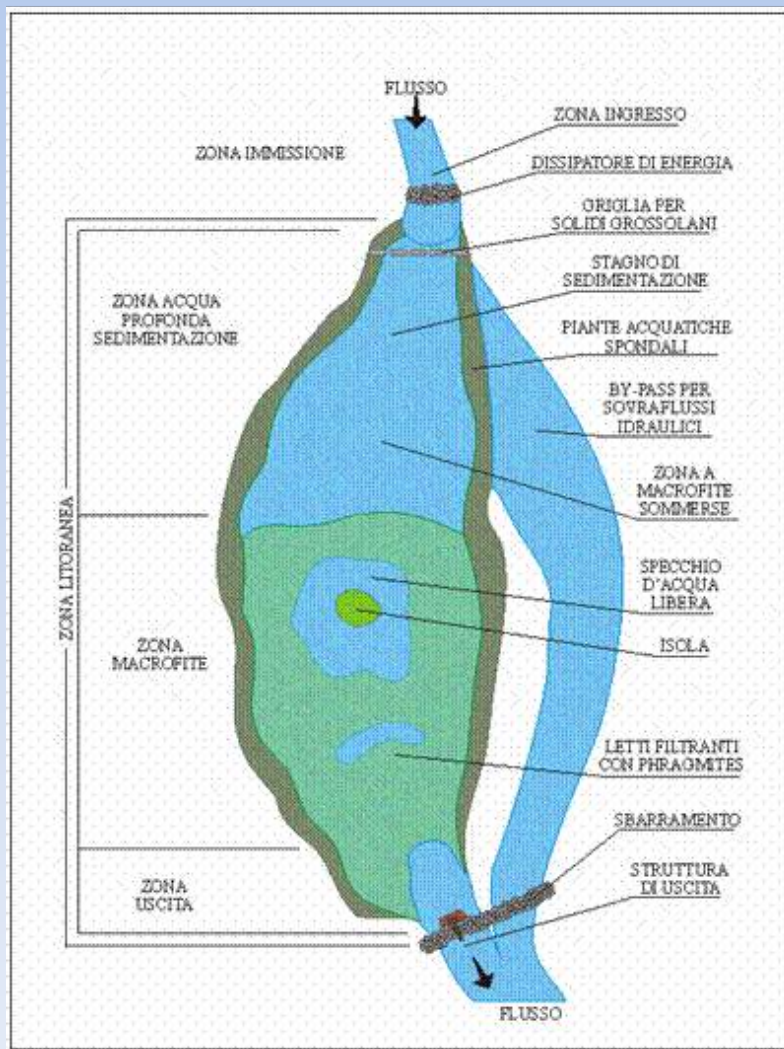 FLUSSO
ZONA IMMISSIONE
ZONA INGRESSO
DISSIPATORE DI ENERGIA
GRIGLIA PER
SOLIDI GROSSOLANI
STAGNO DI
SEDIMENTAZIONE
ZONA ACQUA
PROFONDA
SEDIMENTAZIONE
PIANTE ACQUATICHE
SPONDALI
BY-PASS PER
SOVRAFLUSSI
IDRAULICI
ZONA A
MACROFITE
SOMMERSE
ZONA LITORANEA
SPECCHIO
D'ACQUA
LIBERA
ISOLA
ZONA
MACROFITE
LETTI FILTRANTI
CON PHRAGMITES
SBARRAMENTO
STRUTTURA
DI USCITA
ZONA
USCITA
FLUSSO